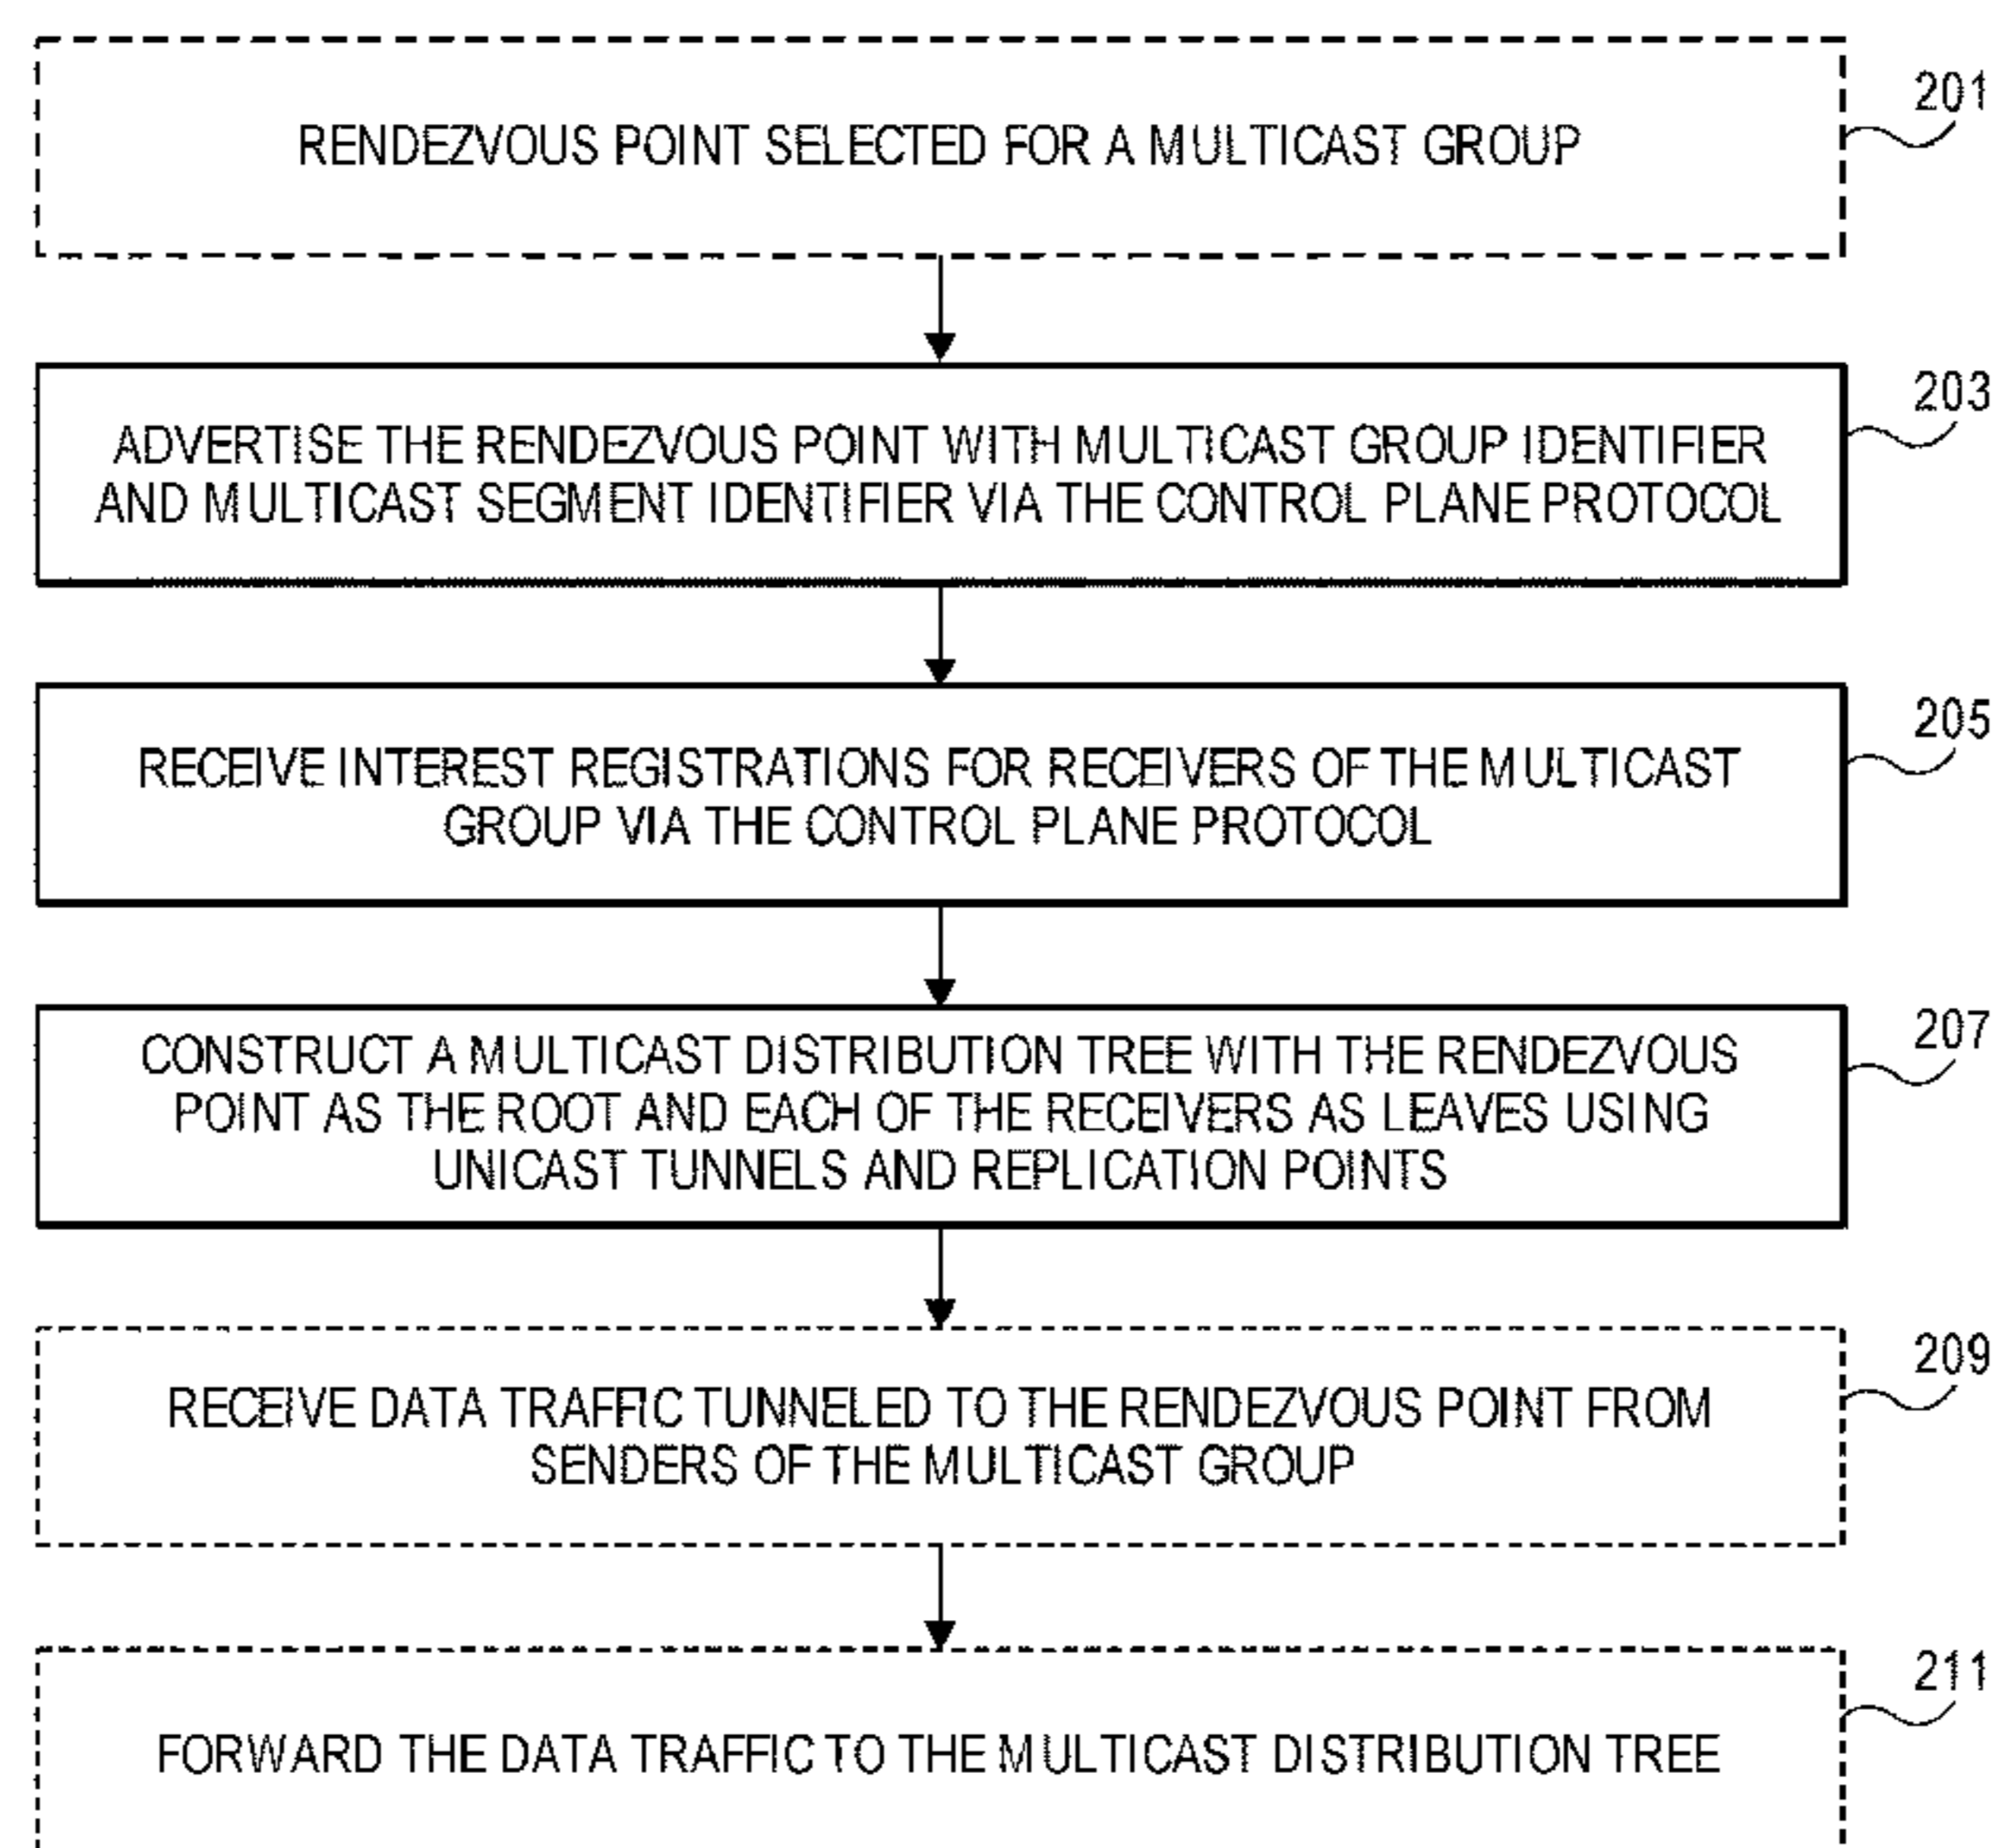 201
RENDEZVOUS POINT SELECTED FOR A MULTICAST GROUP
203
ADVERTISE THE RENDEZVOUS POINT WITH MULTICAST GROUP IDENTIFIER
AND MULTICAST SEGMENT IDENTIFIER VIA THE CONTROL PLANE PROTOCOL
205
RECEIVE INTEREST REGISTRATIONS FOR RECEIVERS OF THE MULTICAST
GROUP VIA THE CONTROL PLANE PROTOCOL
207
CONSTRUCT A MULTICAST DISTRIBUTION TREE WITH THE RENDEZVOUS
POINT AS THE ROOT AND EACH OF THE RECEIVERS AS LEAVES USING
UNICAST TUNNELS AND REPLICATION POINTS
209
RECEIVE DATA TRAFFIC TUNNELED TO THE RENDEZVOUS POINT FROM
SENDERS OF THE MULTICAST GROUP
211
FORWARD THE DATA TRAFFIC TO THE MULTICAST DISTRIBUTION TREE